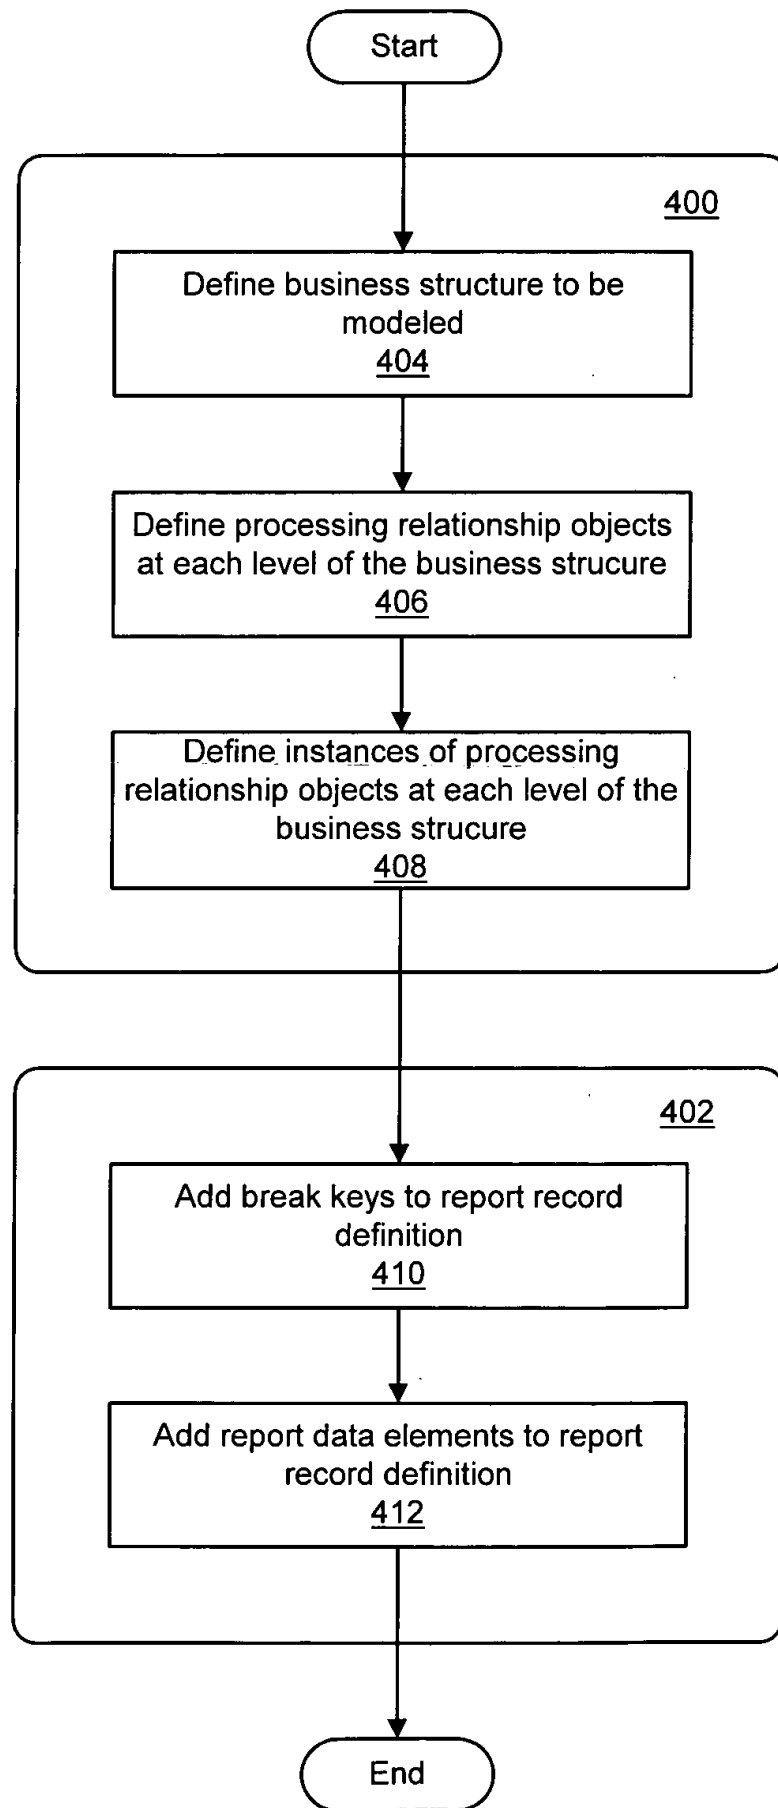 Start
400
Define business structure to be
modeled
404
Define processing relationship objects
at each level of the business strucure
406
Define instances of processing
relationship objects at each level of the
business strucure
408
402
Add break keys to report record
definition
410
Add report data elements to report
record definition
412
End